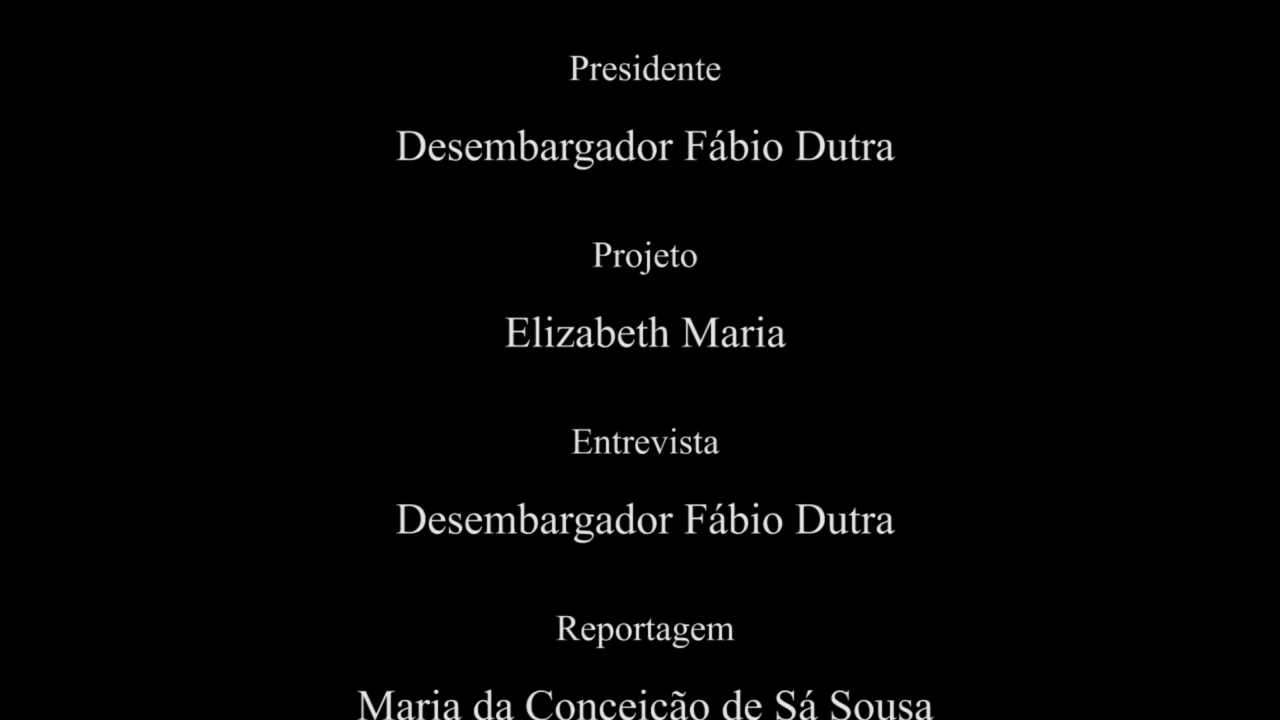 Presidente
Desembargador Fábio Dutra
Projeto
Elizabeth Maria
Entrevista
Desembargador Fábio Dutra
Reportagem
Maria da Conceição de Sá Sousa